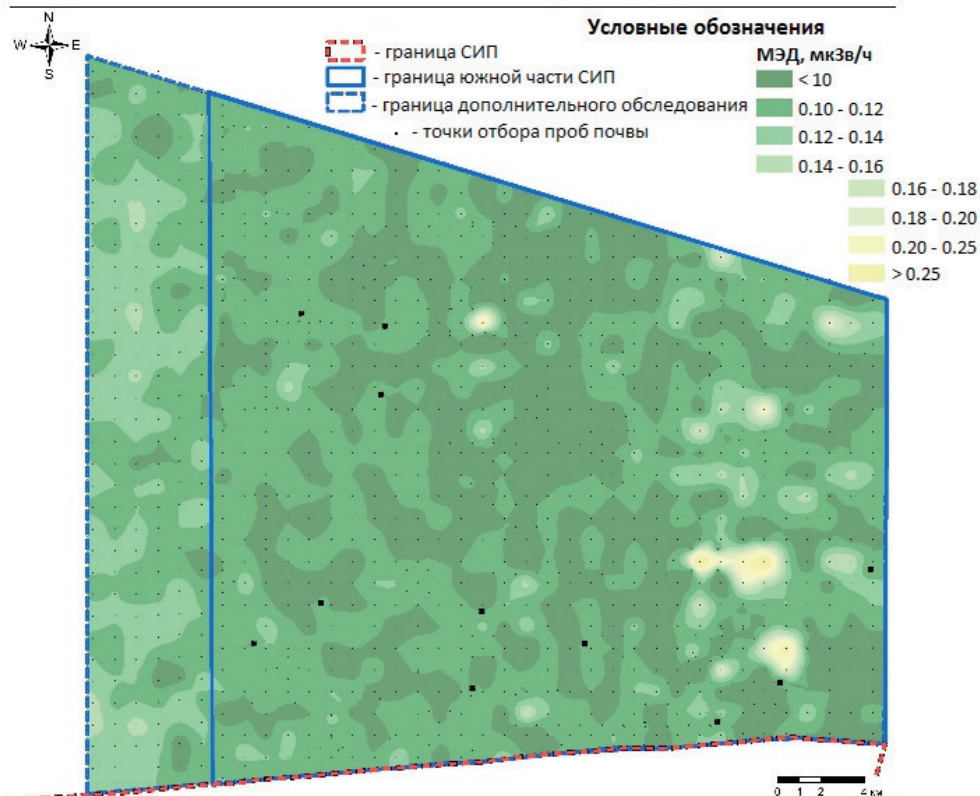 N
W E
S
Условные обозначения
- граница СИП
- граница южной части СИП
- граница дополнительного обследования
- точки отбора проб почвы
МЭД, мкЗв/ч
< 10
0.10 - 0.12
0.12 - 0.14
0.14 - 0.16
0.16 - 0.18
0.18 - 0.20
0.20 - 0.25
> 0.25
0 1 2 4 км